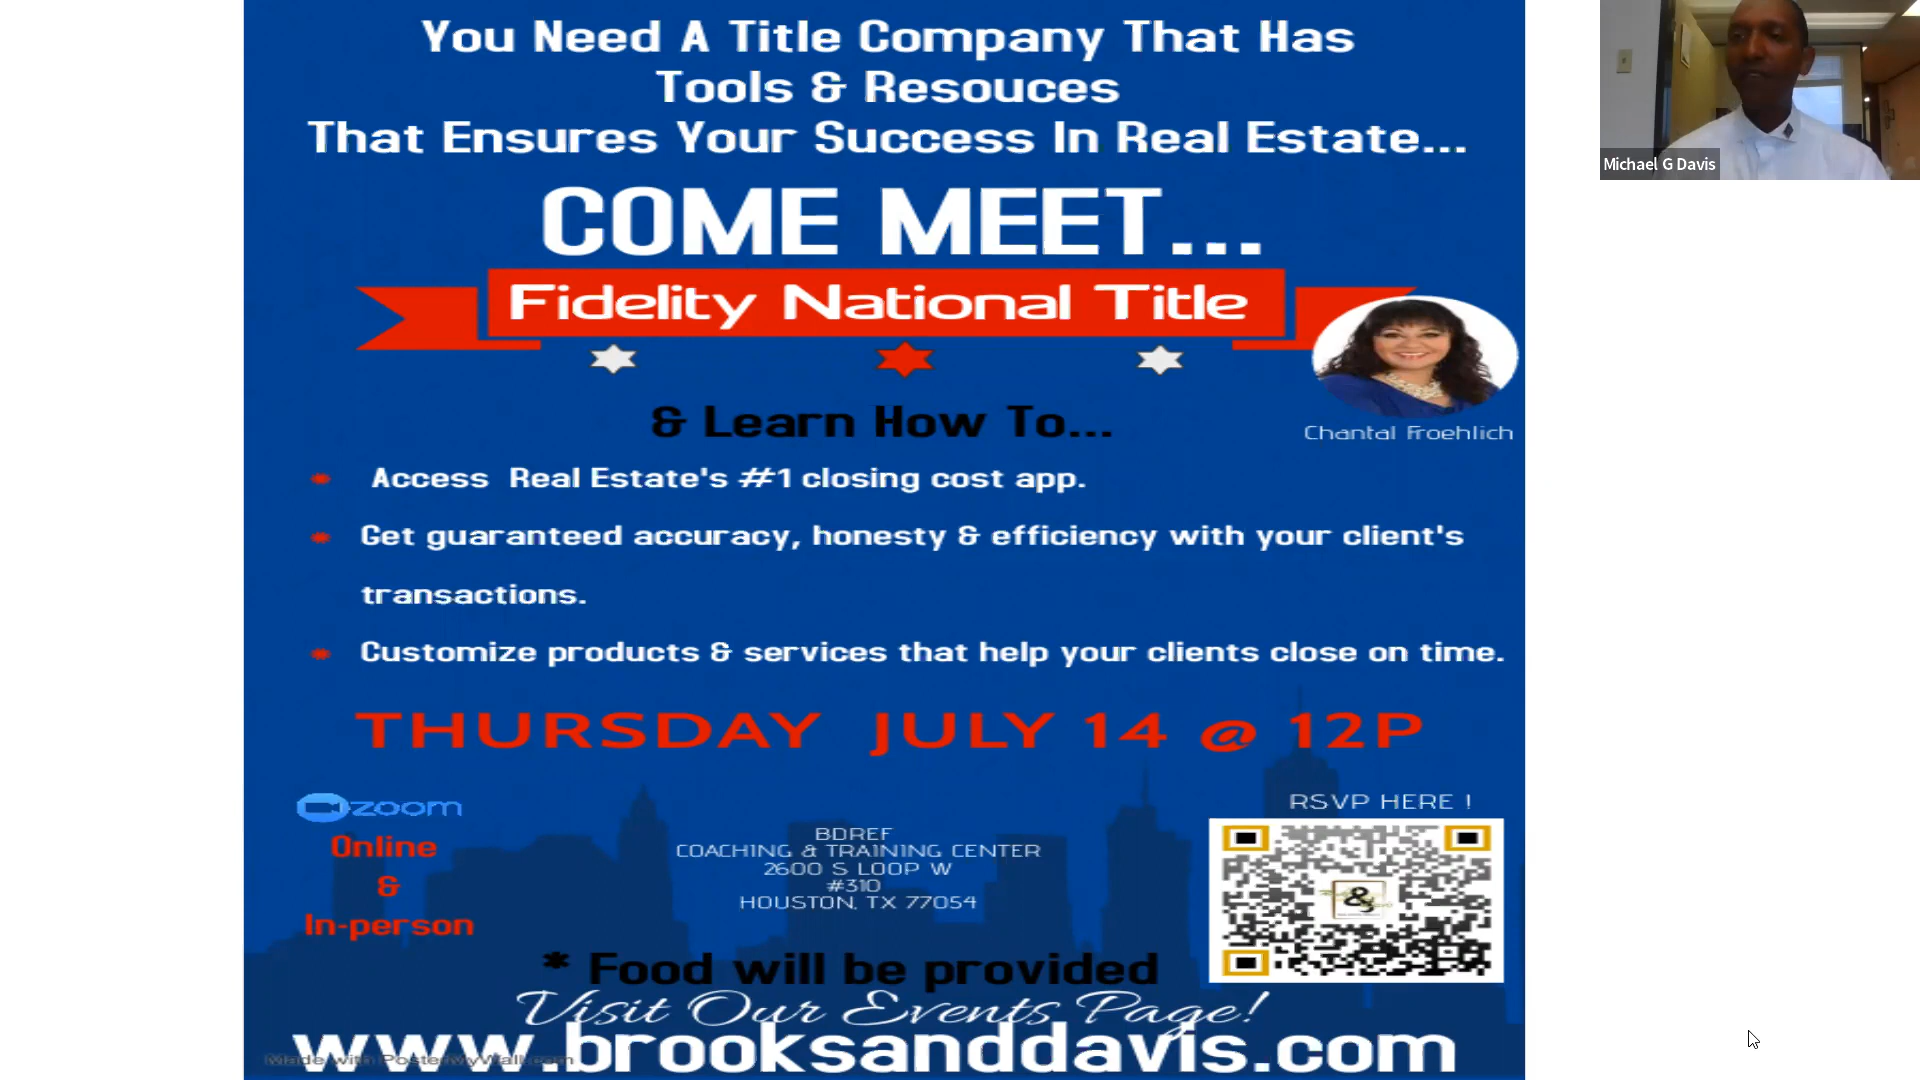 You Need A Title Company That Has
Tools & Resouces
That Ensures Your Success In Real Estate...
COME MEET...
Fidelity National Title
Michael G Davis
Chantal Froehlich
& Learn How To...
Access Real Estate's #1 closing cost app.
Get guaranteed accuracy, honesty & efficiency with your client's
transactions.
Customize products & services that help your clients close on time.
THURSDAY JULY 14 @ 12P
zoom
Online
&
In-person
BDREF
COACHING & TRAINING CENTER
2600 S LOOP W
#310
HOUSTON, TX 77054
RSVP HERE !
&
* Food will be provided
Visit Our Events Page!
www.brooksanddavis.com
Made with PosterMyWall.com